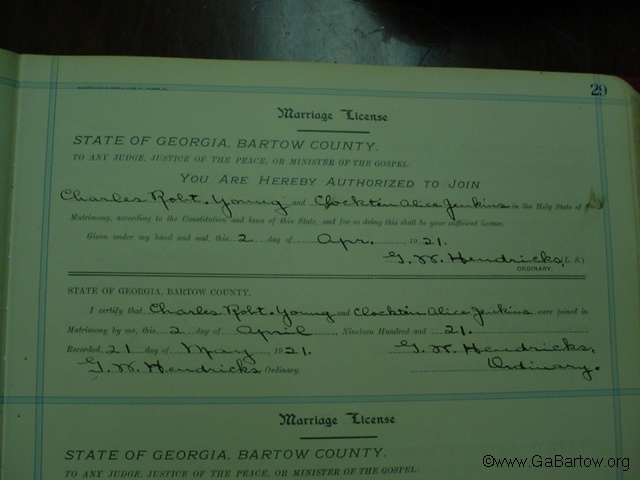 29
Marriage License
STATE OF GEORGIA, BARTOW COUNTY.
TO ANY JUDGE, JUSTICE OF THE PEACE, OR MINISTER OF THE GOSPEL:
YOU ARE HEREBY AUTHORIZED TO JOIN
Charles Robt. Young and Clocktin Alice Jenkins in the Holy State of
Matrimony, according to the Constitution and laws of this State, and for so doing this shall be your sufficient license.
Given under my hand and seal, this 2 day of Apr. 1921.
G. W. Hendricks, (L. S.)
ORDINARY.
STATE OF GEORGIA, BARTOW COUNTY.
I certify that Charles Robt. Young and Clocktin Alice Jenkins were joined in
Matrimony by me, this 2 day of April Nineteen Hundred and 21.
Recorded, 21 day of May 1921. G. W. Hendricks,
G. W. Hendricks Ordinary. Ordinary.
Marriage License
STATE OF GEORGIA, BARTOW COUNTY.
TO ANY JUDGE, JUSTICE OF THE PEACE, OR MINISTER OF THE GOSPEL:
©www.GaBartow.org